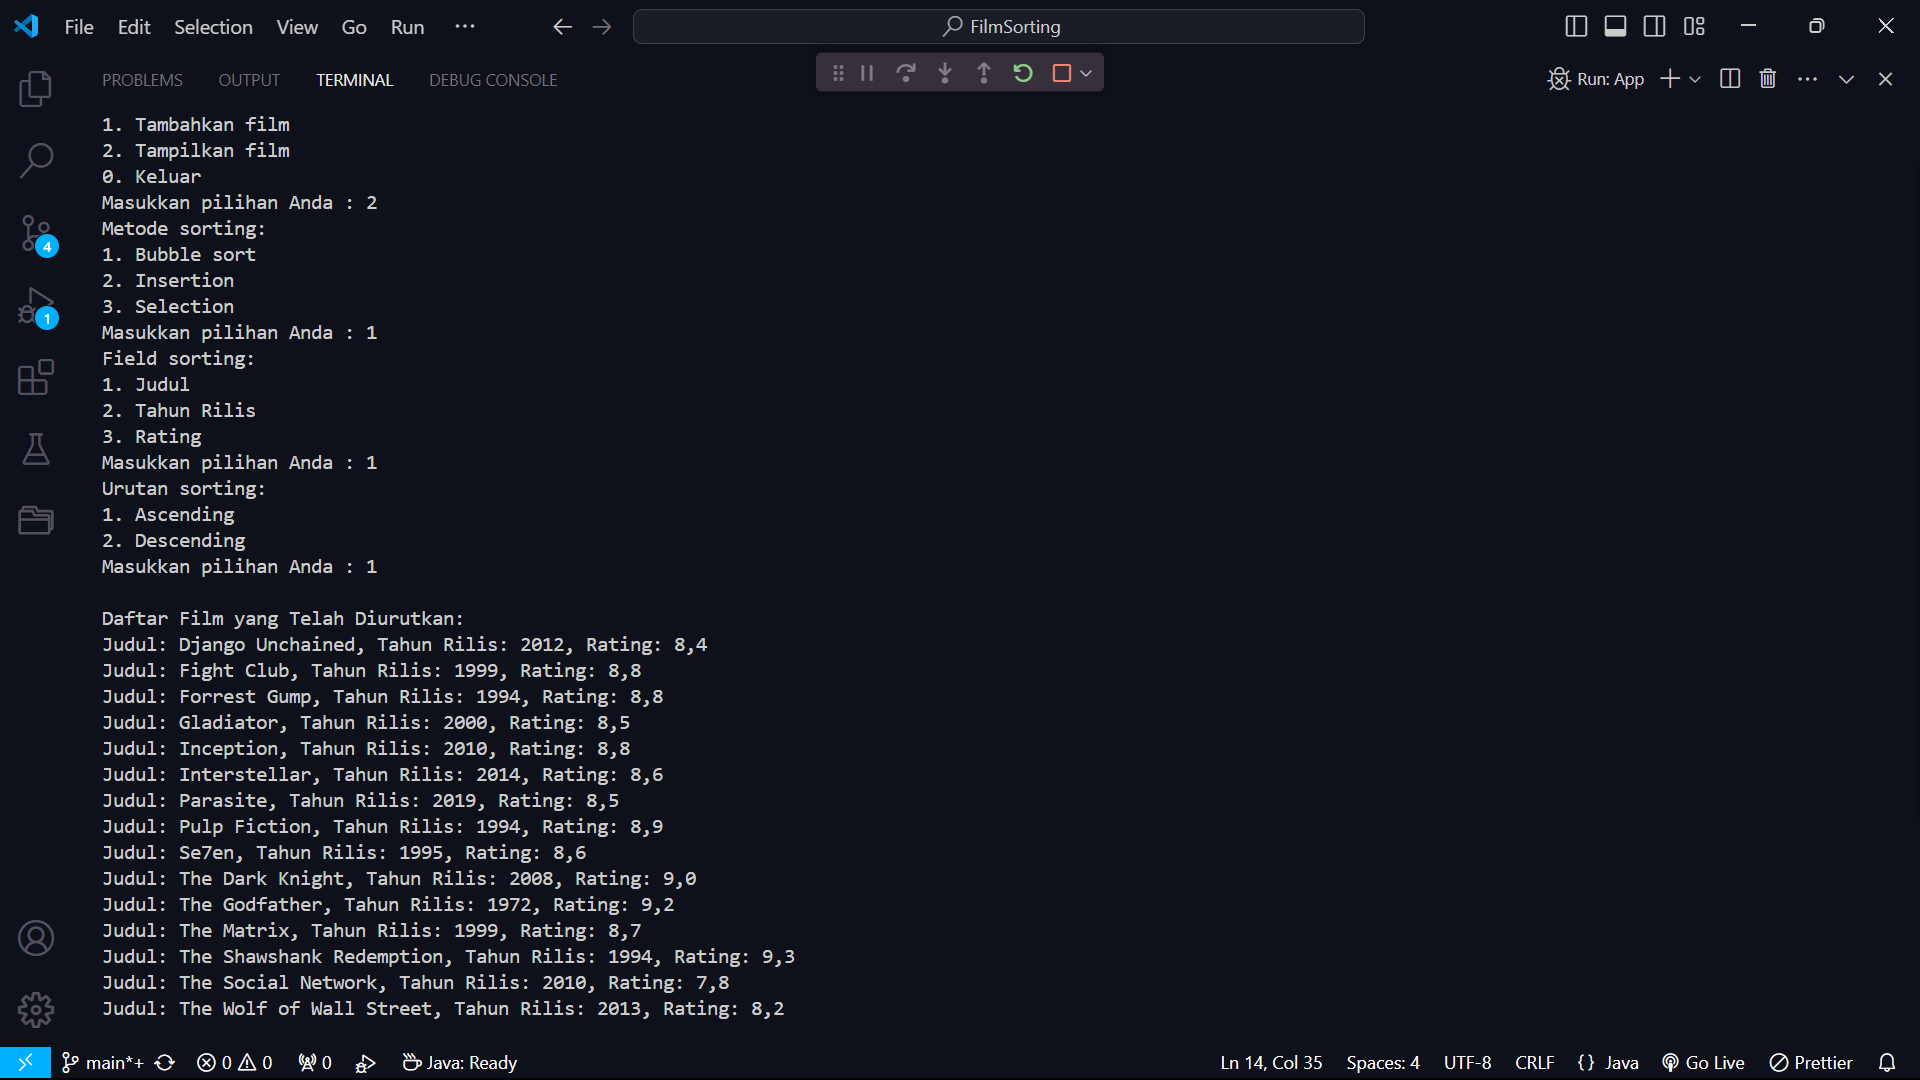 File Edit Selection View Go Run ··· FilmSorting
PROBLEMS OUTPUT TERMINAL DEBUG CONSOLE Run: App
1. Tambahkan film
2. Tampilkan film
0. Keluar
Masukkan pilihan Anda : 2
Metode sorting:
1. Bubble sort
2. Insertion
3. Selection
Masukkan pilihan Anda : 1
Field sorting:
1. Judul
2. Tahun Rilis
3. Rating
Masukkan pilihan Anda : 1
Urutan sorting:
1. Ascending
2. Descending
Masukkan pilihan Anda : 1
Daftar Film yang Telah Diurutkan:
Judul: Django Unchained, Tahun Rilis: 2012, Rating: 8,4
Judul: Fight Club, Tahun Rilis: 1999, Rating: 8,8
Judul: Forrest Gump, Tahun Rilis: 1994, Rating: 8,8
Judul: Gladiator, Tahun Rilis: 2000, Rating: 8,5
Judul: Inception, Tahun Rilis: 2010, Rating: 8,8
Judul: Interstellar, Tahun Rilis: 2014, Rating: 8,6
Judul: Parasite, Tahun Rilis: 2019, Rating: 8,5
Judul: Pulp Fiction, Tahun Rilis: 1994, Rating: 8,9
Judul: Se7en, Tahun Rilis: 1995, Rating: 8,6
Judul: The Dark Knight, Tahun Rilis: 2008, Rating: 9,0
Judul: The Godfather, Tahun Rilis: 1972, Rating: 9,2
Judul: The Matrix, Tahun Rilis: 1999, Rating: 8,7
Judul: The Shawshank Redemption, Tahun Rilis: 1994, Rating: 9,3
Judul: The Social Network, Tahun Rilis: 2010, Rating: 7,8
Judul: The Wolf of Wall Street, Tahun Rilis: 2013, Rating: 8,2
4
1
main*+ 0 0 0 Java: Ready Ln 14, Col 35 Spaces: 4 UTF-8 CRLF {} Java Go Live Prettier